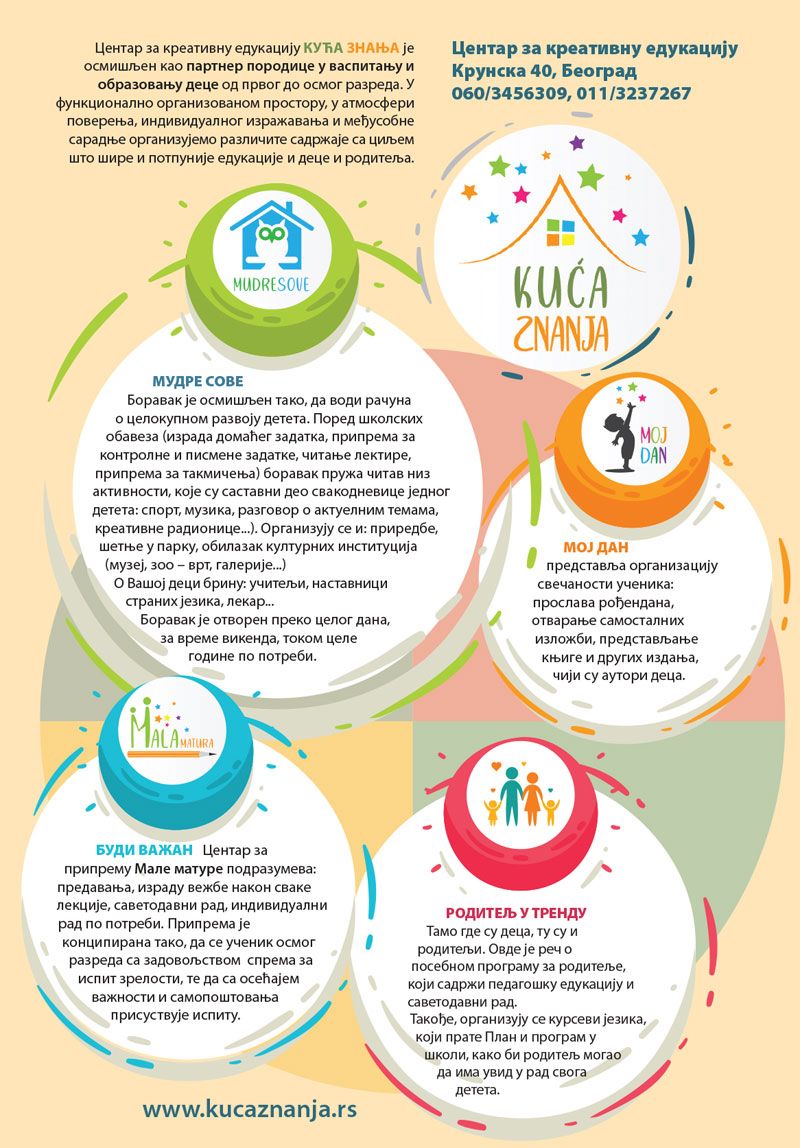 Центар за креативну едукацију КУЋА ЗНАЊА је
осмишљен као партнер породице у васпитању и
образовању деце од првог до осмог разреда. У
функционално организованом простору, у атмосфери
поверења, индивидуалног изражавања и међусобне
сарадње организујемо различите садржаје са циљем
што шире и потпуније едукације и деце и родитеља.
Центар за креативну едукацију
Крунска 40, Београд
060/3456309, 011/3237267
KUĆA
ZNANJA
MUDRESOVE
МУДРЕ СОВЕ
Боравак је осмишљен тако, да води рачуна
о целокупном развоју детета. Поред школских
обавеза (израда домаћег задатка, припрема за
контролне и писмене задатке, читање лектире,
припрема за такмичења) боравак пружа читав низ
активности, које су саставни део свакодневице једног
детета: спорт, музика, разговор о актуелним темама,
креативне радионице...). Организују се и: приредбе,
шетње у парку, обилазак културних институција
(музеј, зоо – врт, галерије...)
О Вашој деци брину: учитељи, наставници
страних језика, лекар...
Боравак је отворен преко целог дана,
за време викенда, током целе
године по потреби.
MOJ
DAN
МОЈ ДАН
представља организацију
свечаности ученика:
прослава рођендана,
отварање самосталних
изложби, представљање
књиге и других издања,
чији су аутори деца.
MALA MATURA
БУДИ ВАЖАН Центар за
припрему Мале матуре подразумева:
предавања, израду вежбе након сваке
лекције, саветодавни рад, индивидуални
рад по потреби. Припрема је
конципирана тако, да се ученик осмог
разреда са задовољством спрема за
испит зрелости, те да са осећајем
важности и самопоштовања
присуствује испиту.
РОДИТЕЉ У ТРЕНДУ
Тамо где су деца, ту су и
родитељи. Овде је реч о
посебном програму за родитеље,
који садржи педагошку едукацију и
саветодавни рад.
Такође, организују се курсеви језика,
који прате План и програм у
школи, како би родитељ могао
да има увид у рад свога
детета.
www.kucaznanja.rs